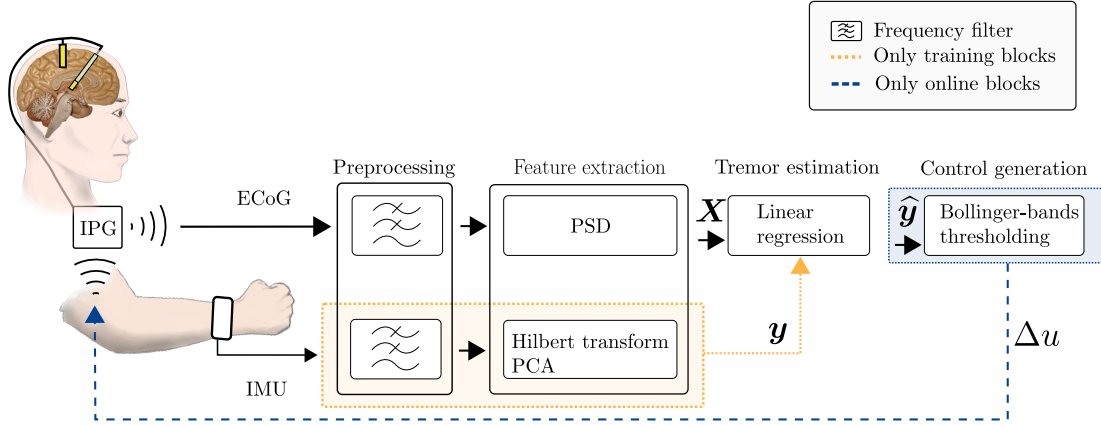 Frequency filter
Only training blocks
Only online blocks
Preprocessing
Feature extraction
Tremor estimation
Control generation
ECoG
IPG
PSD
X
Linear
regression
ŷ
Bollinger-bands
thresholding
Hilbert transform
PCA
y
Δu
IMU